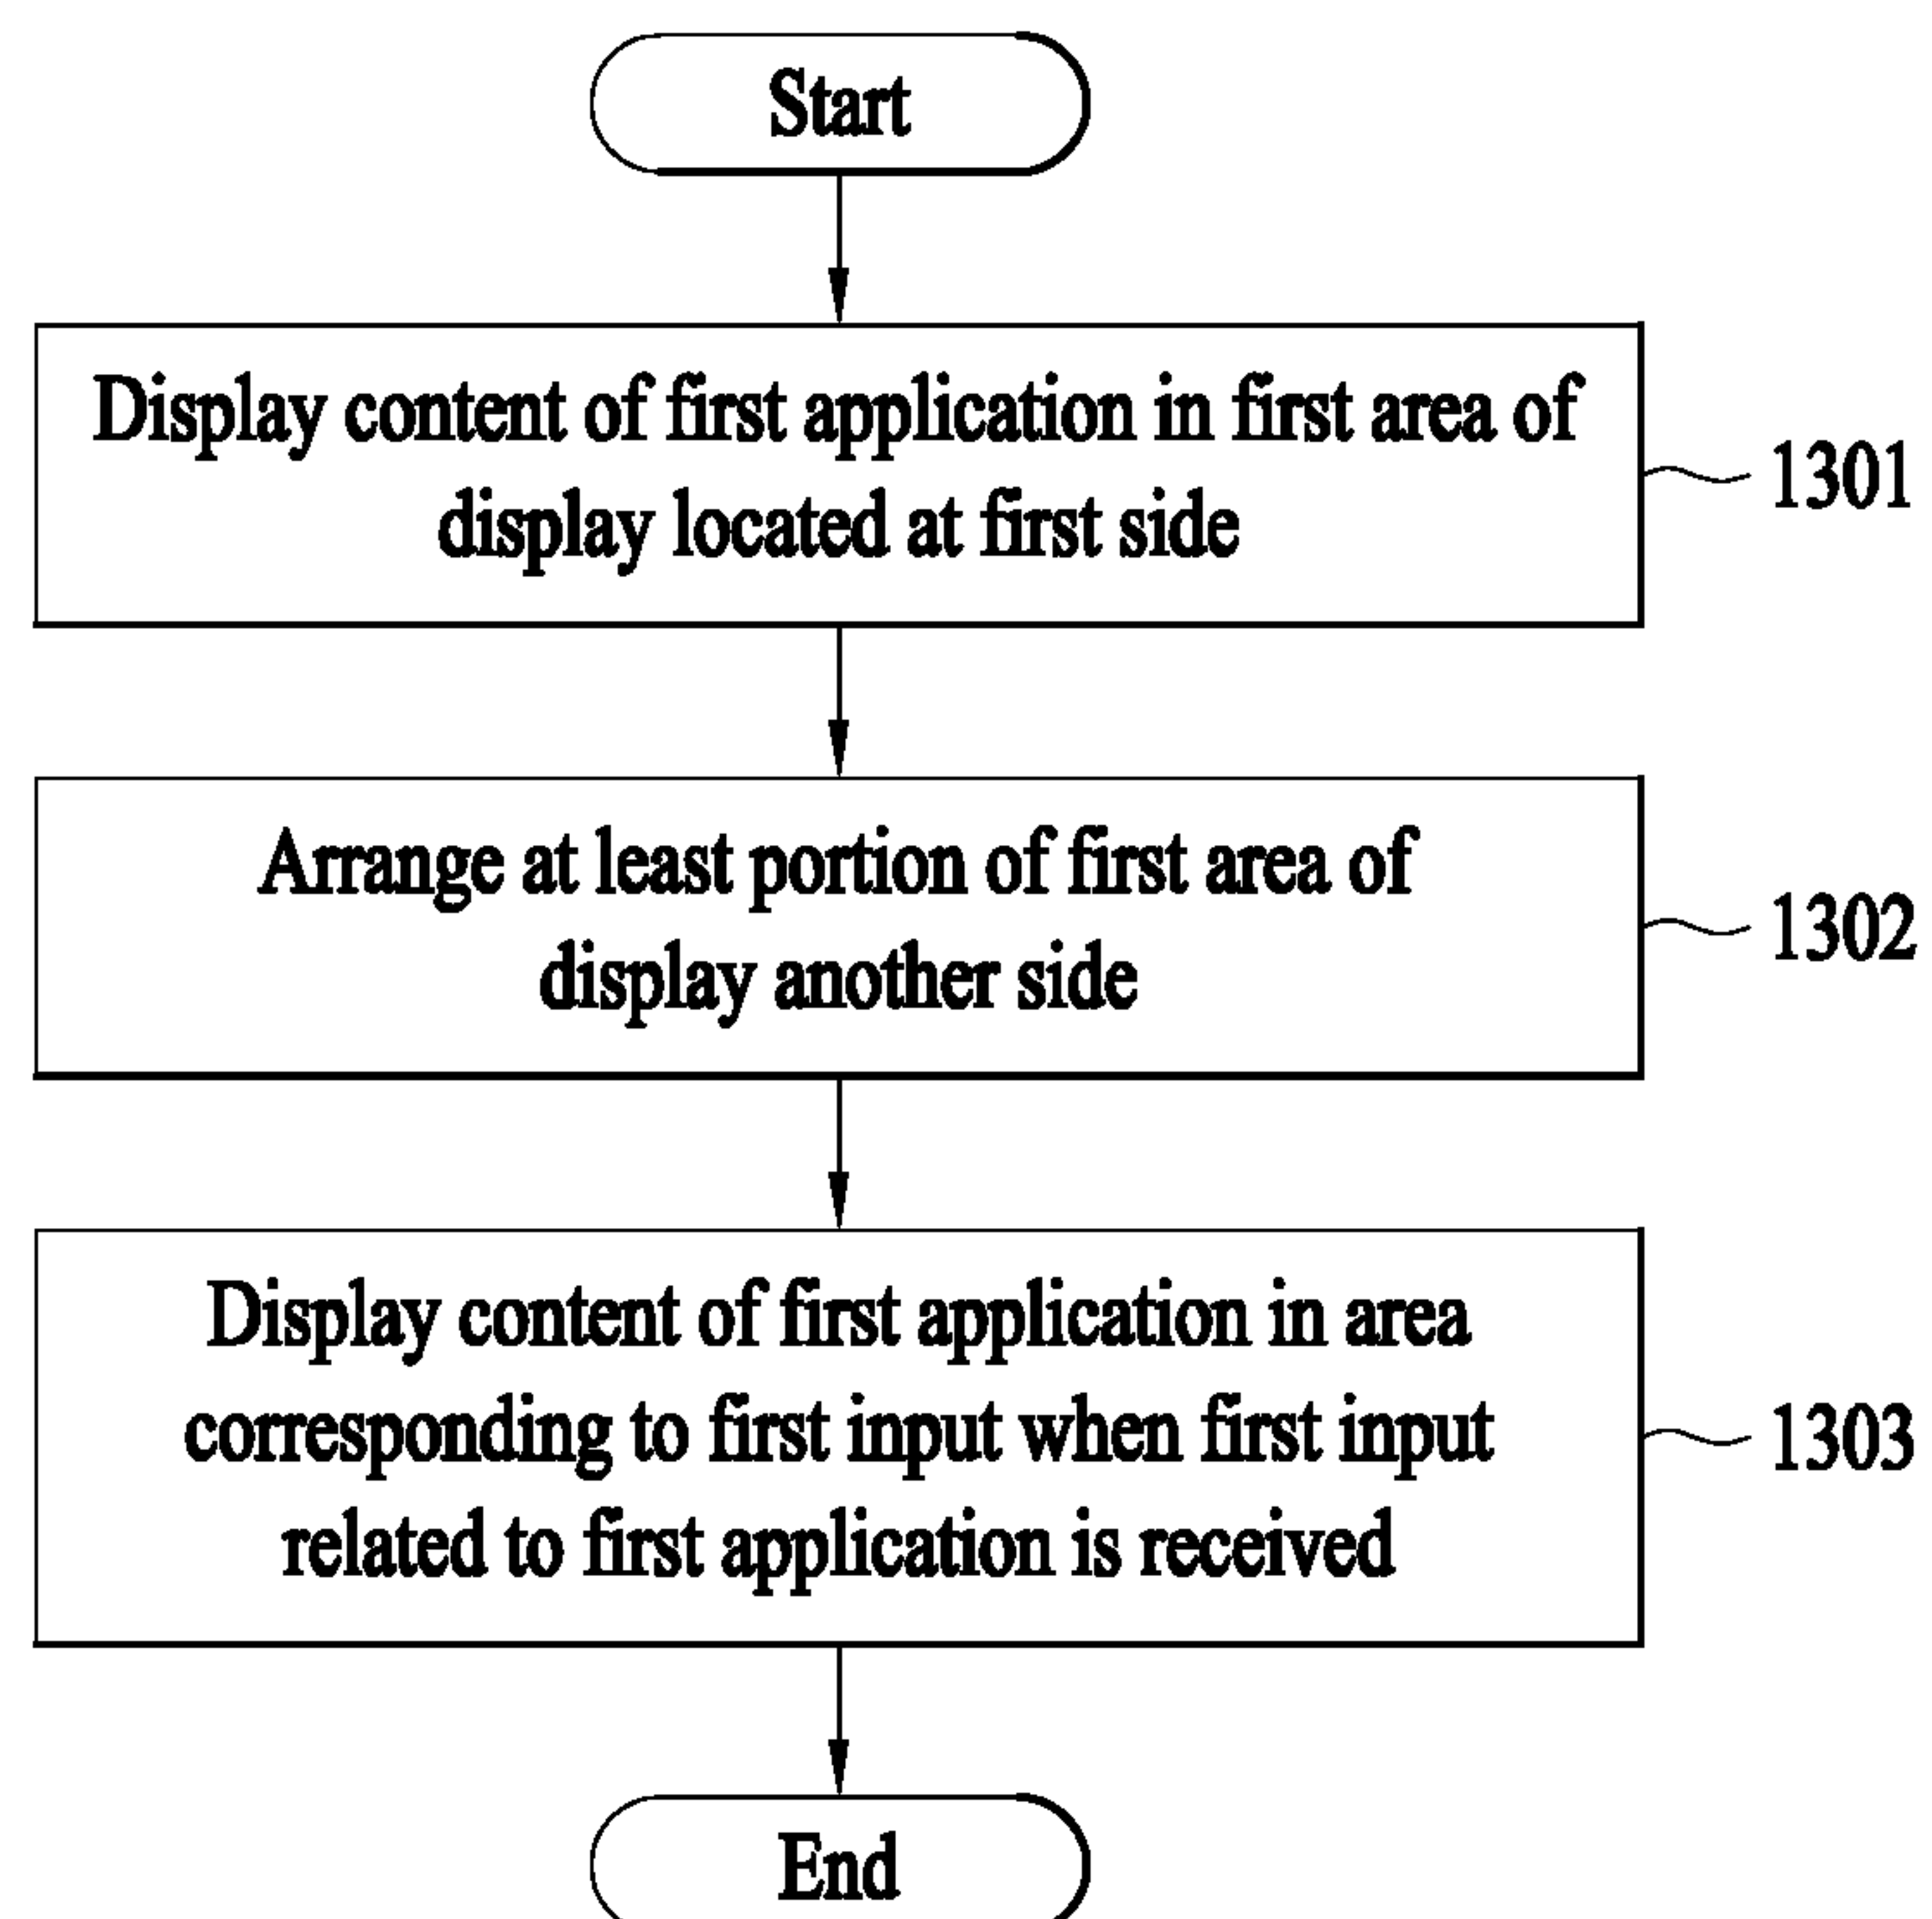 Start
Display content of first application in first area of
display located at first side
1301
Arrange at least portion of first area of
display another side
1302
Display content of first application in area
corresponding to first input when first input
related to first application is received
1303
End